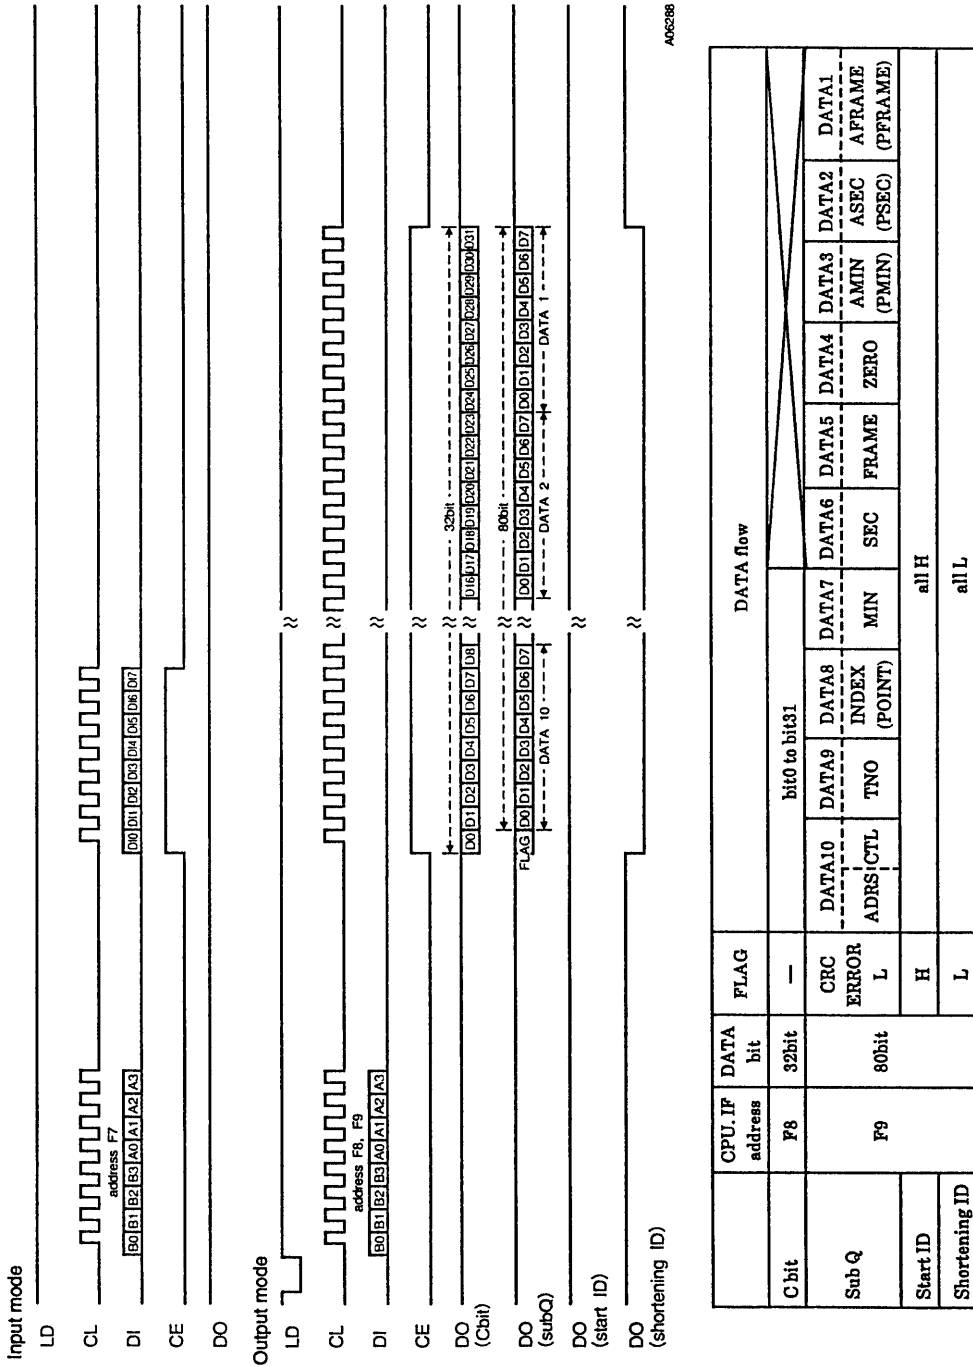 Input mode
LD
CL
address F7
DI
B0 B1 B2 B3 A0 A1 A2 A3
DI0 DI1 DI2 DI3 DI4 DI5 DI6 DI7
CE
DO
Output mode
LD
CL
address F8, F9
DI
B0 B1 B2 B3 A0 A1 A2 A3
CE
32bit
DO
(Cbit)
D0 D1 D2 D3 D4 D5 D6 D7 D8
D16 D17 D18 D19 D20 D21 D22 D23 D24 D25 D26 D27 D28 D29 D30 D31
80bit
DO
(subQ)
FLAG D0 D1 D2 D3 D4 D5 D6 D7
D0 D1 D2 D3 D4 D5 D6 D7 D0 D1 D2 D3 D4 D5 D6 D7
DATA 10
DATA 2
DATA 1
DO
(start ID)
DO
(shortening ID)
A06288
CPU.IF address
DATA bit
FLAG
DATA flow
C bit
F8
32bit
—
bit0 to bit31
Sub Q
F9
80bit
CRC
ERROR
L
DATA10 DATA9 DATA8 DATA7 DATA6 DATA5 DATA4 DATA3 DATA2 DATA1
ADRS CTL TNO INDEX MIN SEC FRAME ZERO AMIN ASEC AFRAME
(POINT) (PMIN) (PSEC) (PFRAME)
Start ID
H
all H
Shortening ID
L
all L